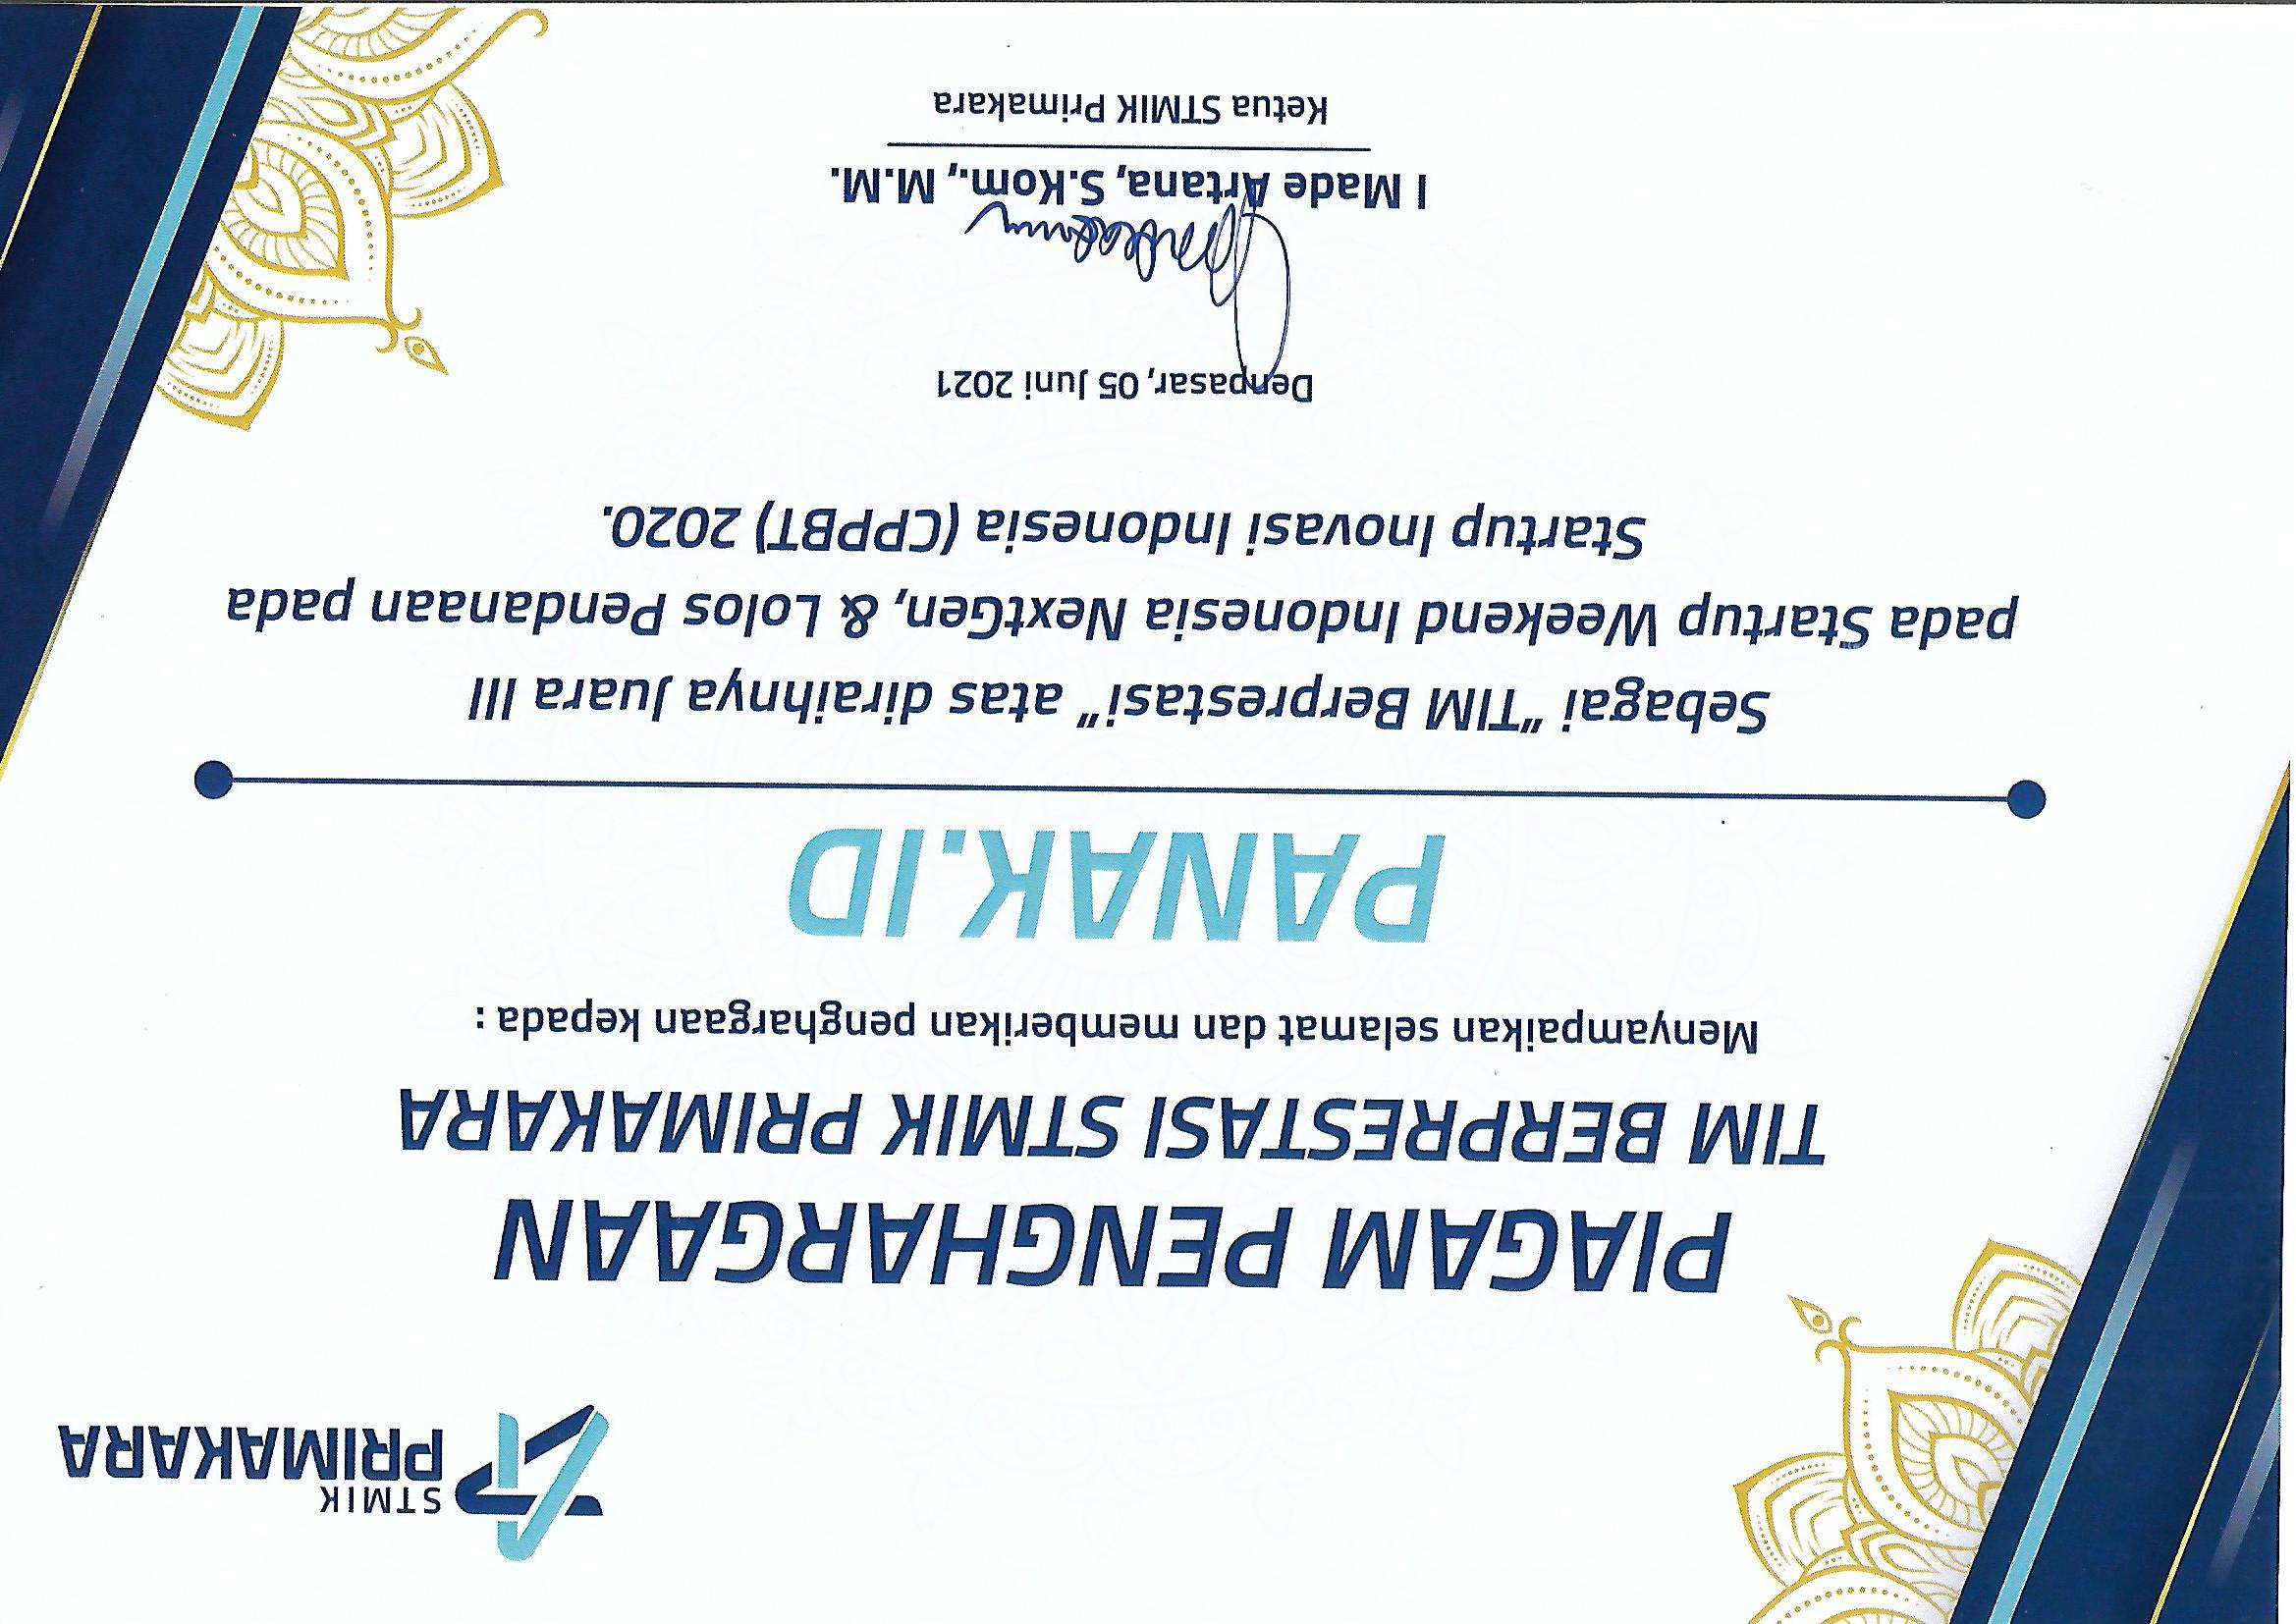 STMIK
PRIMAKARA
PIAGAM PENGHARGAAN
TIM BERPRESTASI STMIK PRIMAKARA
Menyampaikan selamat dan memberikan penghargaan kepada :
PANAK.ID
Sebagai “TIM Berprestasi” atas diraihnya Juara III
pada Startup Weekend Indonesia NextGen, & Lolos Pendanaan pada
Startup Inovasi Indonesia (CPPBT) 2020.
Denpasar, 05 Juni 2021
I Made Artana, S.Kom., M.M.
Ketua STMIK Primakara